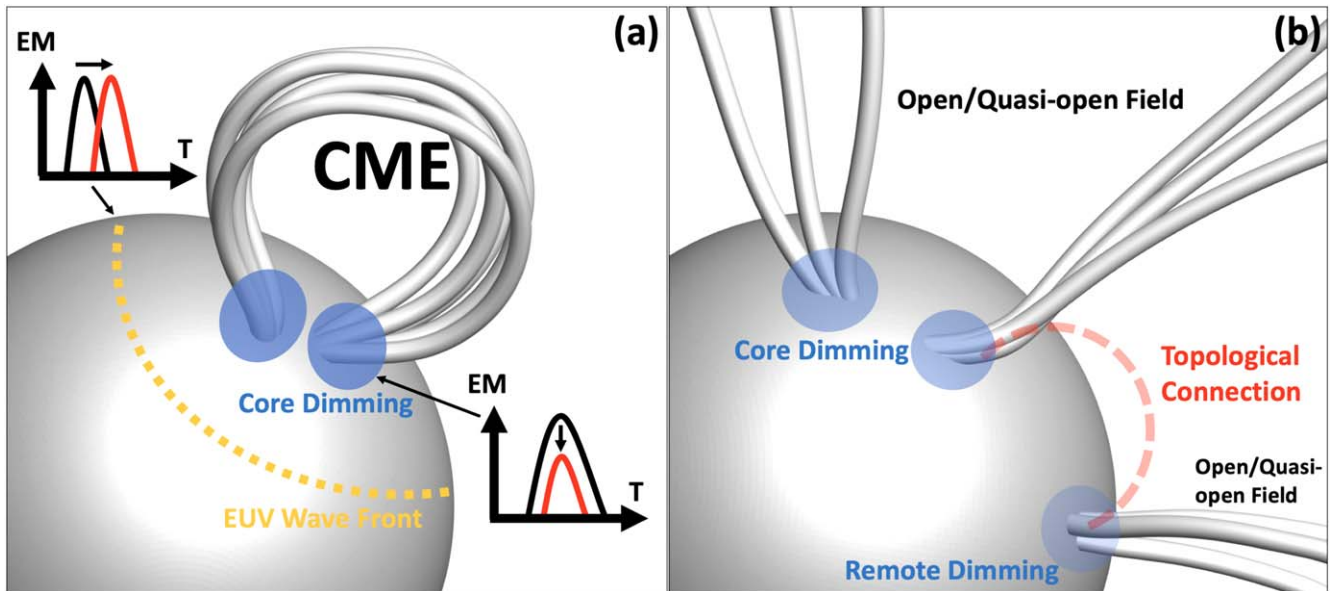 (a)
EM
T
CME
Core Dimming
EUV Wave Front
EM
T
(b)
Open/Quasi-open Field
Core Dimming
Topological
Connection
Open/Quasi-
open Field
Remote Dimming